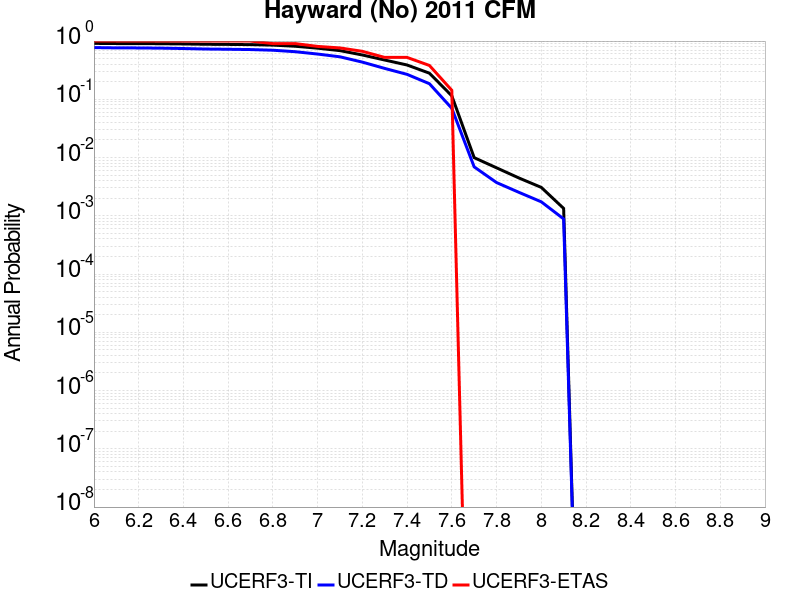 Hayward (No) 2011 CFM
10^0
10^-1
10^-2
10^-3
10^-4
10^-5
10^-6
10^-7
10^-8
Annual Probability
6 6.2 6.4 6.6 6.8 7 7.2 7.4 7.6 7.8 8 8.2 8.4 8.6 8.8 9
Magnitude
UCERF3-TI UCERF3-TD UCERF3-ETAS